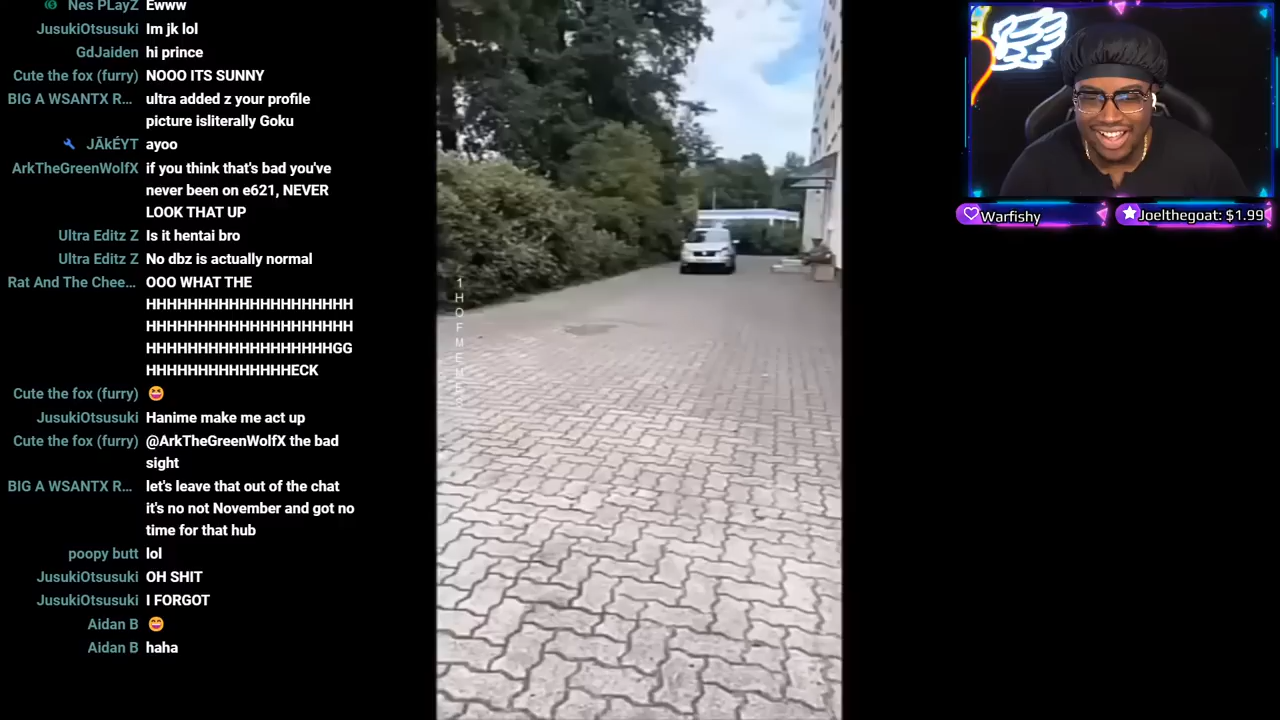 Nes PLayZ Ewww
JusukiOtsusuki Im jk lol
GdJaiden hi prince
Cute the fox (furry) NOOO ITS SUNNY
BIG A WSANTX R... ultra added z your profile
picture isliterally Goku
JĀkÉYT ayoo
ArkTheGreenWolfX if you think that's bad you've
never been on e621, NEVER
LOOK THAT UP
Ultra Editz Z Is it hentai bro
Ultra Editz Z No dbz is actually normal
Rat And The Chee... OOO WHAT THE
HHHHHHHHHHHHHHHHHHHH
HHHHHHHHHHHHHHHHHHHH
HHHHHHHHHHHHHHHHHHGG
HHHHHHHHHHHHHHECK
Cute the fox (furry) 😆
JusukiOtsusuki Hanime make me act up
Cute the fox (furry) @ArkTheGreenWolfX the bad
sight
BIG A WSANTX R... let's leave that out of the chat
it's no not November and got no
time for that hub
poopy butt lol
JusukiOtsusuki OH SHIT
JusukiOtsusuki I FORGOT
Aidan B 😄
Aidan B haha
1HOFMEMES
Warfishy
Joelthegoat: $1.99